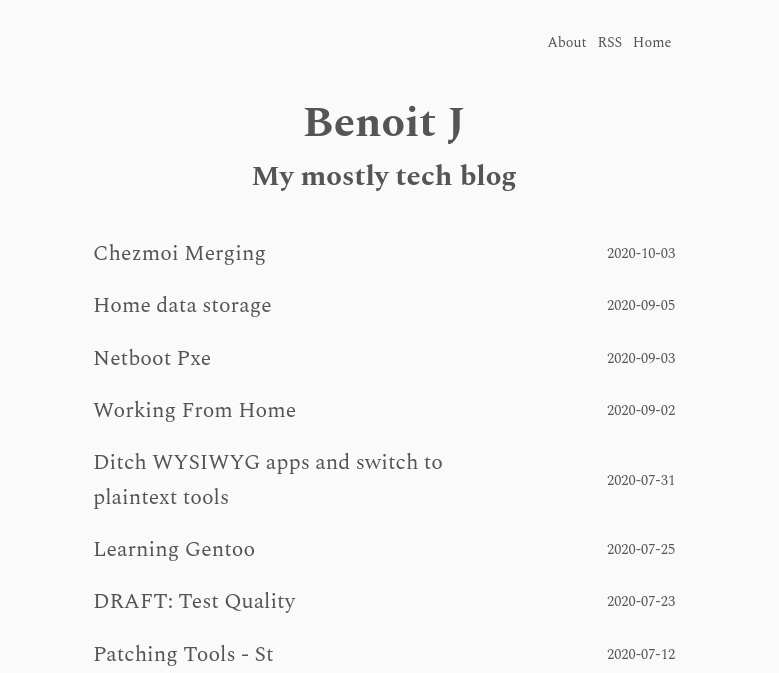 About RSS Home
Benoit J
My mostly tech blog
Chezmoi Merging 2020-10-03
Home data storage 2020-09-05
Netboot Pxe 2020-09-03
Working From Home 2020-09-02
Ditch WYSIWYG apps and switch to
plaintext tools 2020-07-31
Learning Gentoo 2020-07-25
DRAFT: Test Quality 2020-07-23
Patching Tools - St 2020-07-12